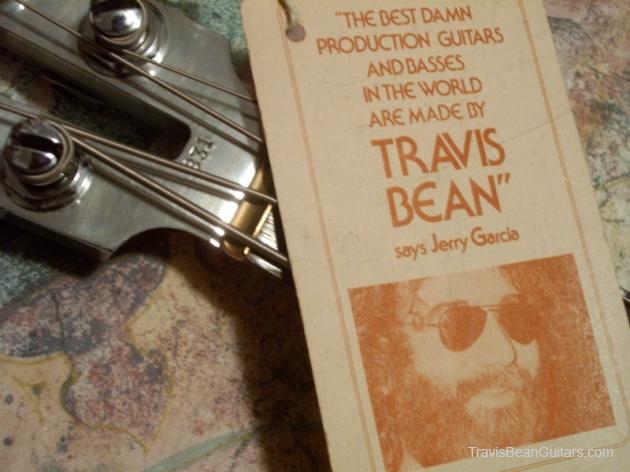 "THE BEST DAMN
PRODUCTION GUITARS
AND BASSES
IN THE WORLD
ARE MADE BY
TRAVIS
BEAN"
says Jerry Garcia
831
TravisBeanGuitars.com